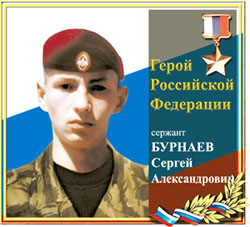 Герой
Российской
Федерации
сержант
БУРНАЕВ
Сергей
Александрович